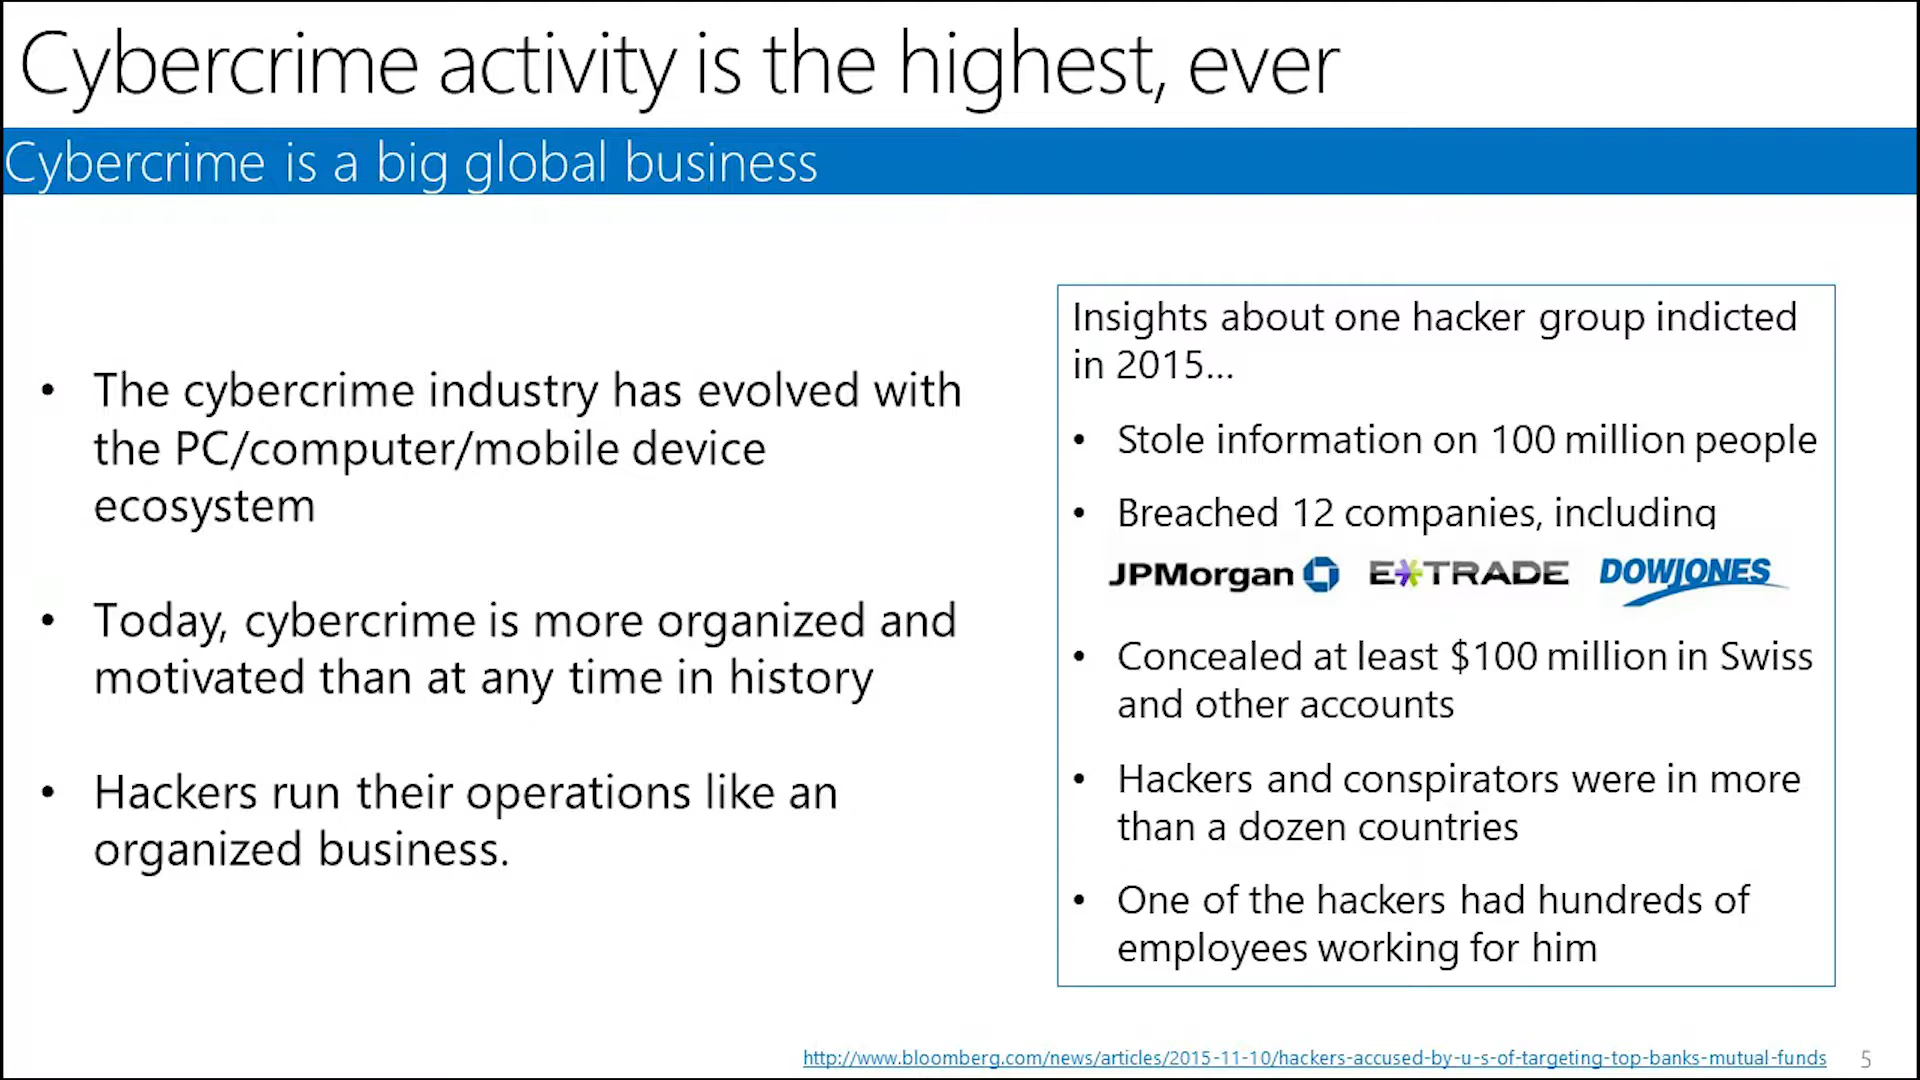 Cybercrime activity is the highest, ever
Cybercrime is a big global business
• The cybercrime industry has evolved with
the PC/computer/mobile device
ecosystem
• Today, cybercrime is more organized and
motivated than at any time in history
• Hackers run their operations like an
organized business.
Insights about one hacker group indicted
in 2015...
• Stole information on 100 million people
• Breached 12 companies, including
JPMorgan E*TRADE DOWJONES
• Concealed at least $100 million in Swiss
and other accounts
• Hackers and conspirators were in more
than a dozen countries
• One of the hackers had hundreds of
employees working for him
http://www.bloomberg.com/news/articles/2015-11-10/hackers-accused-by-u-s-of-targeting-top-banks-mutual-funds 5